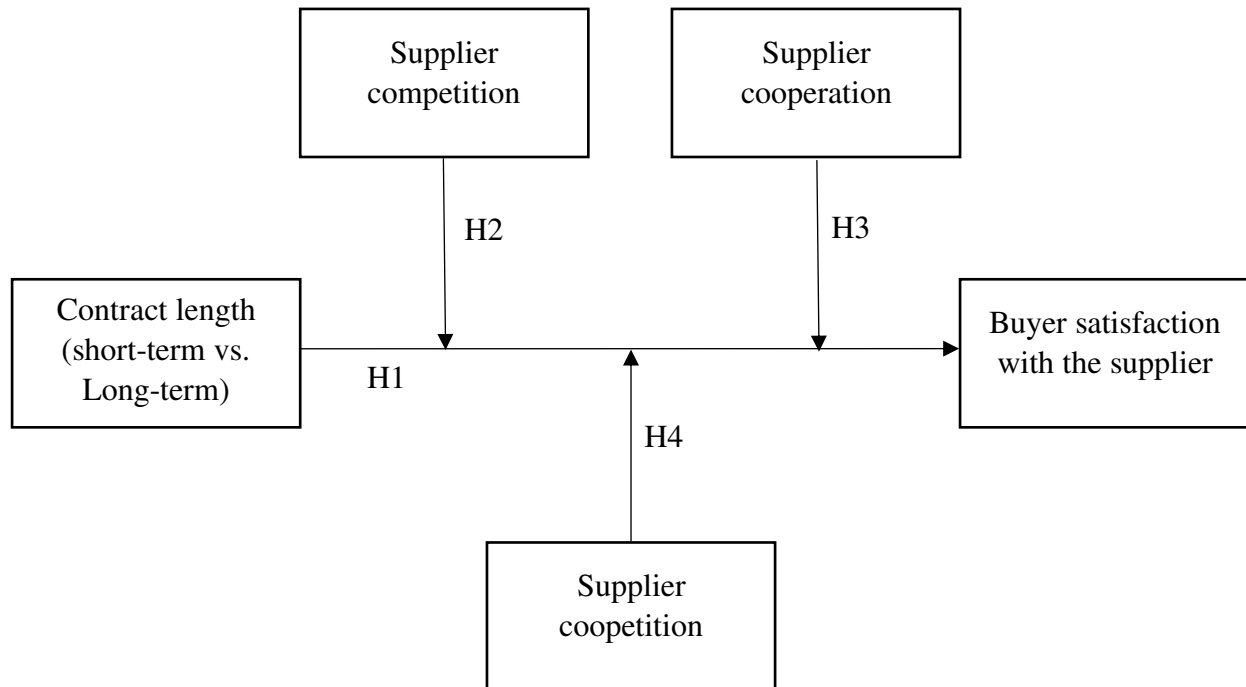 Supplier
competition
Supplier
cooperation
H2
H3
Contract length
(short-term vs.
Long-term)
H1
Buyer satisfaction
with the supplier
H4
Supplier
coopetition